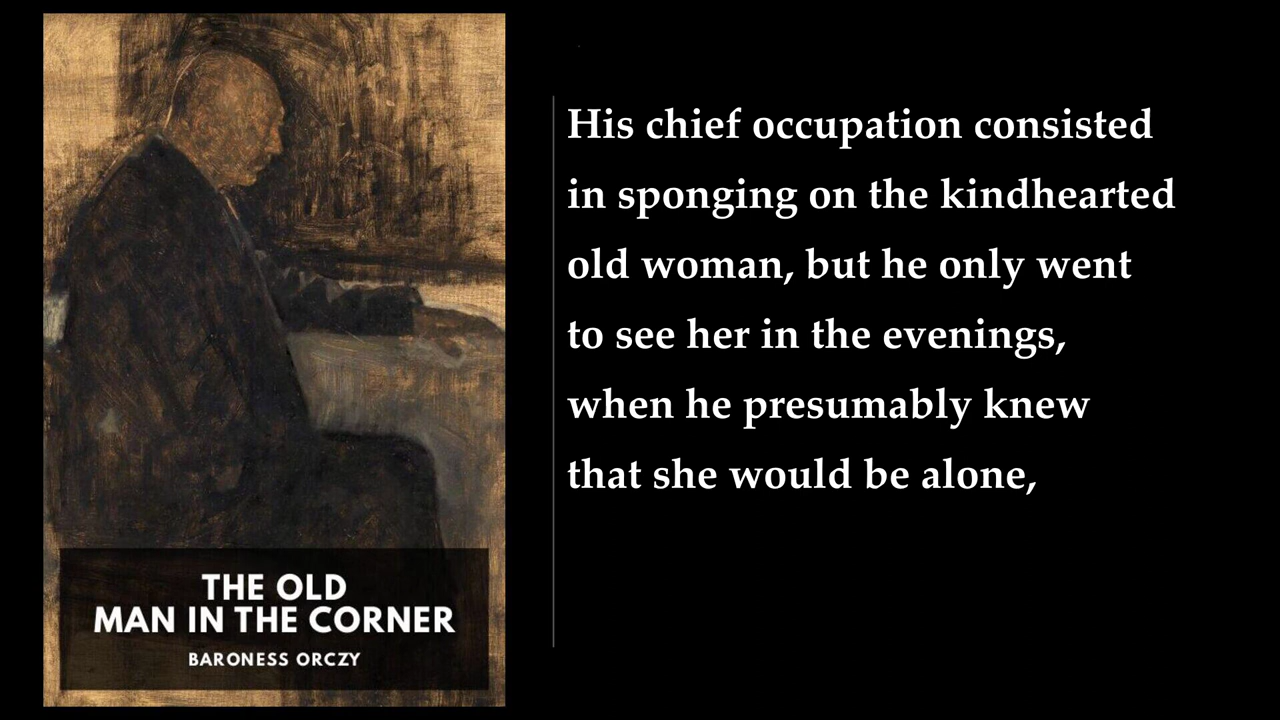 THE OLD
MAN IN THE CORNER
BARONESS ORCZY
His chief occupation consisted
in sponging on the kindhearted
old woman, but he only went
to see her in the evenings,
when he presumably knew
that she would be alone,